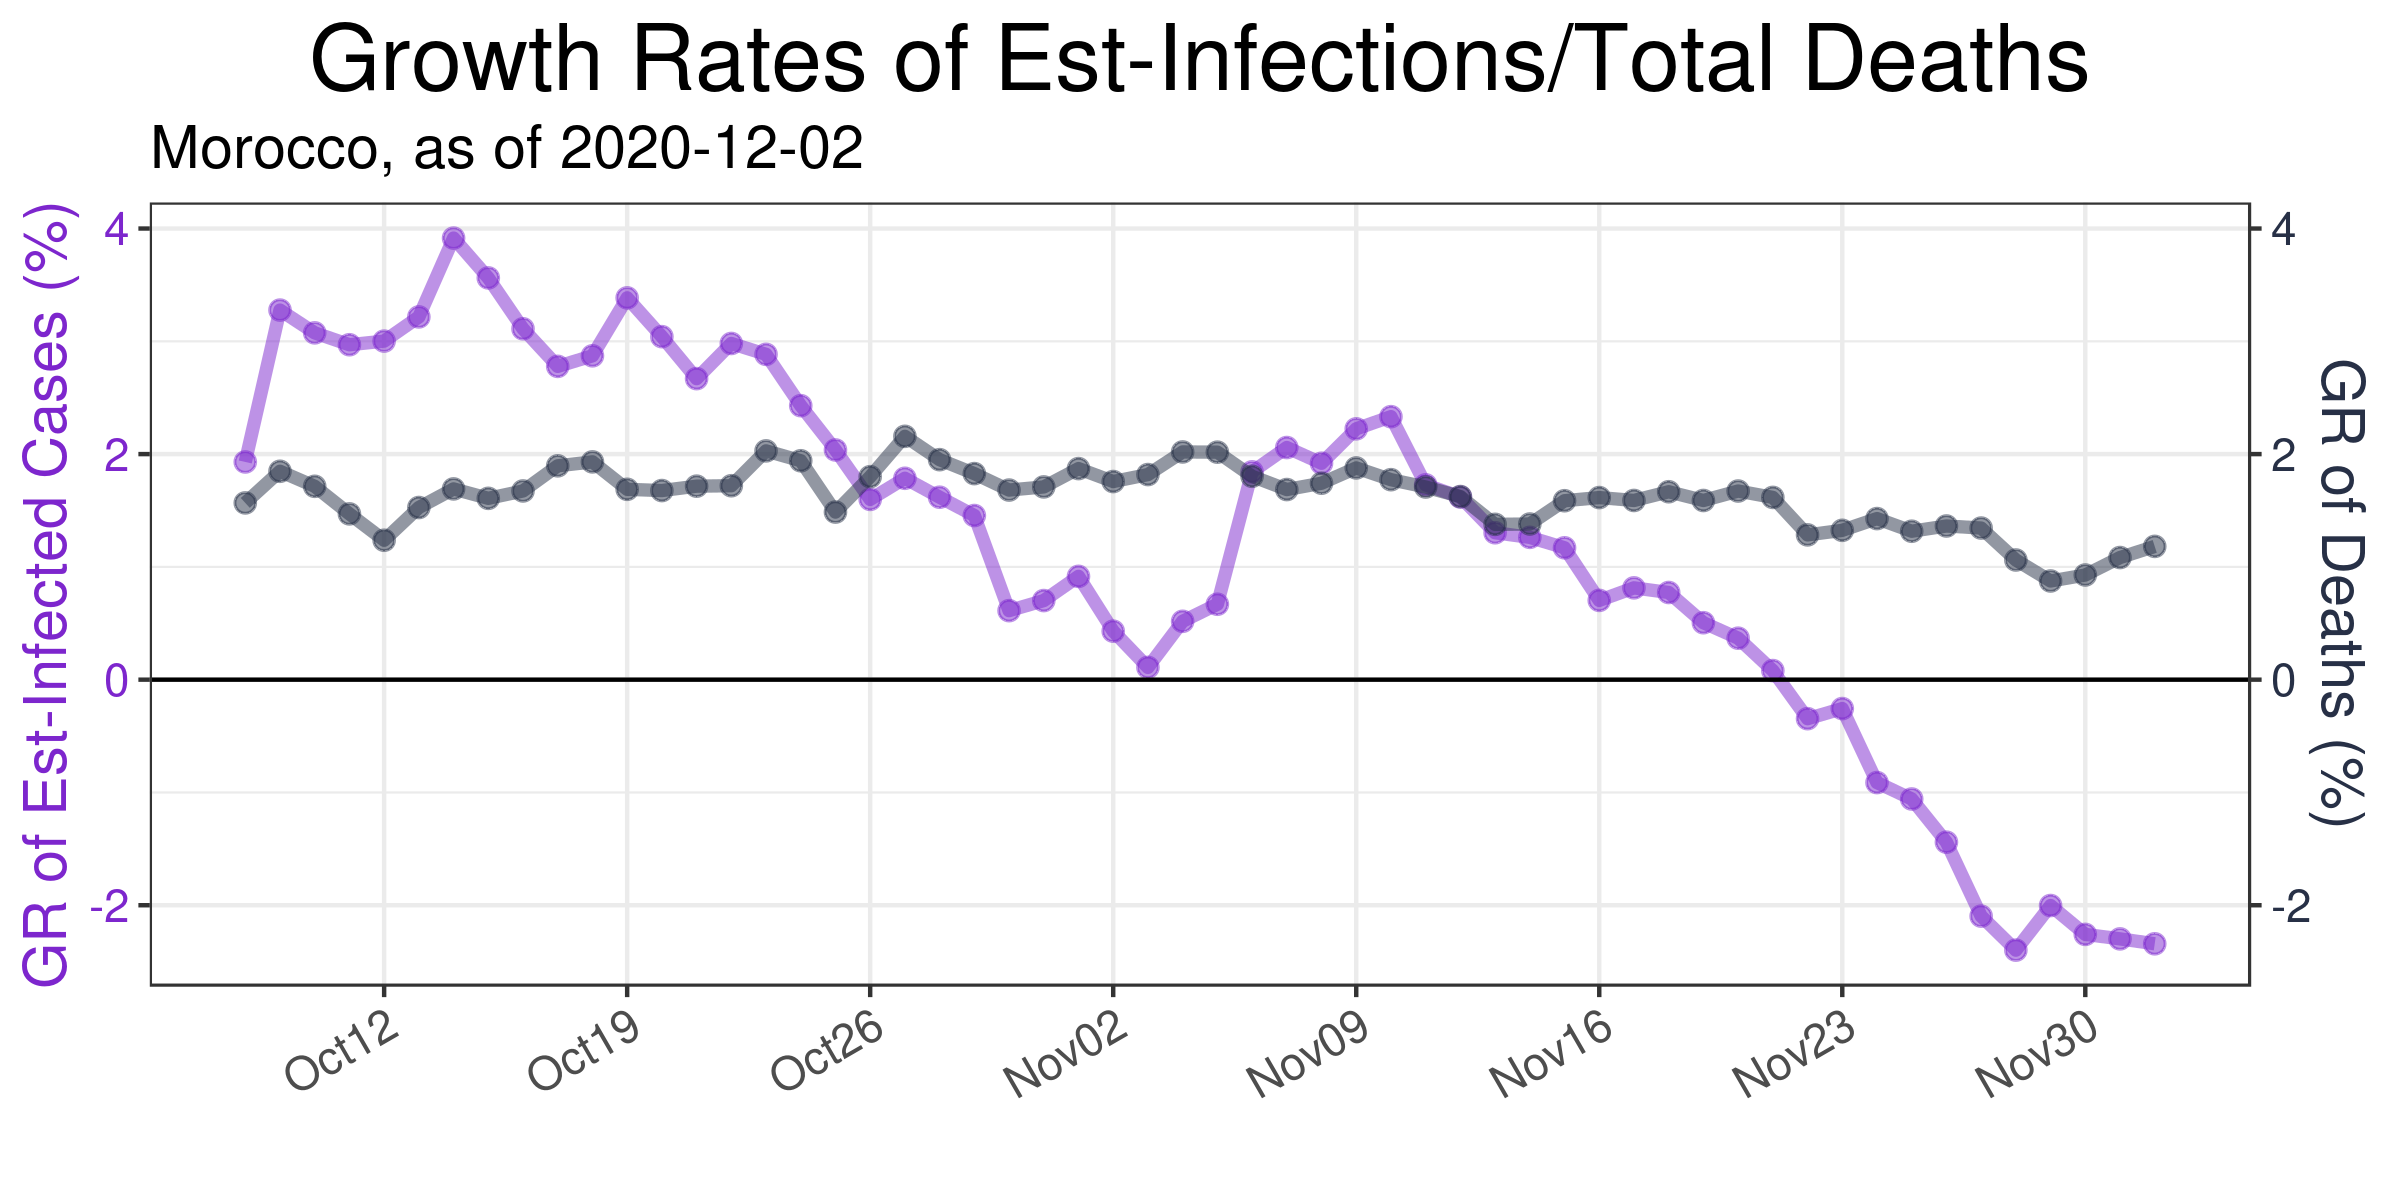 Growth Rates of Est-Infections/Total Deaths
Morocco, as of 2020-12-02
GR of Est-Infected Cases (%)
4
2
0
-2
4
2
0
-2
GR of Deaths (%)
Oct12
Oct19
Oct26
Nov02
Nov09
Nov16
Nov23
Nov30